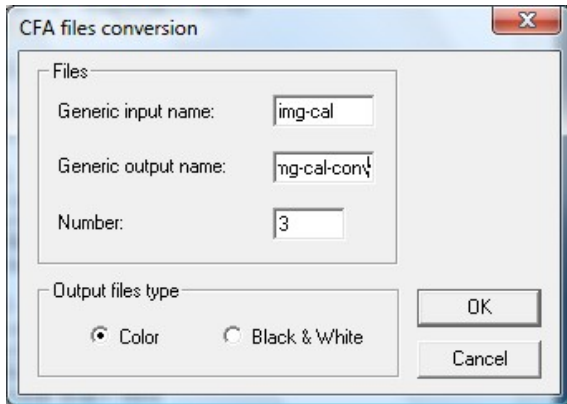 CFA files conversion
Files
Generic input name: img-cal
Generic output name: mg-cal-conv
Number: 3
Output files type
Color Black & White
OK
Cancel